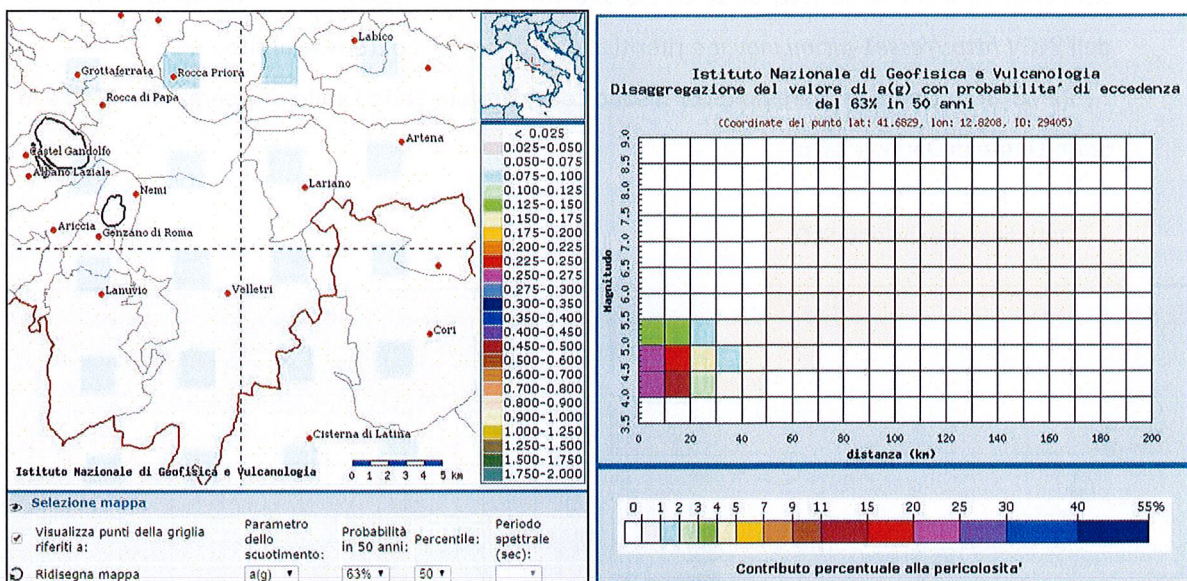 Labico
Grottaferrata
Rocca Priora
Rocca di Papa
Artena
Castel Gandolfo
Albano Laziale
Nemi
Lariano
Ariccia
Genzano di Roma
Lanuvio
Velletri
Cori
Cisterna di Latina
Istituto Nazionale di Geofisica e Vulcanologia
0 1 2 3 4 5 km
< 0.025
0.025-0.050
0.050-0.075
0.075-0.100
0.100-0.125
0.125-0.150
0.150-0.175
0.175-0.200
0.200-0.225
0.225-0.250
0.250-0.275
0.275-0.300
0.300-0.350
0.350-0.400
0.400-0.450
0.450-0.500
0.500-0.600
0.600-0.700
0.700-0.800
0.800-0.900
0.900-1.000
1.000-1.250
1.250-1.500
1.500-1.750
1.750-2.000
Selezione mappa
Visualizza punti della griglia riferiti a:
Parametro dello scuotimento:
Probabilità in 50 anni:
Percentile:
Periodo spettrale (sec):
Ridisegna mappa
a(g)
63%
50
Istituto Nazionale di Geofisica e Vulcanologia
Disaggregazione del valore di a(g) con probabilita' di eccedenza
del 63% in 50 anni
(Coordinate del punto lat: 41.6829, lon: 12.8208, ID: 29405)
Magnitudo
9.0
8.5
8.0
7.5
7.0
6.5
6.0
5.5
5.0
4.5
4.0
3.5
0 20 40 60 80 100 120 140 160 180 200
distanza (km)
0 1 2 3 4 5 7 9 11 15 20 25 30 40 55%
Contributo percentuale alla pericolosita'